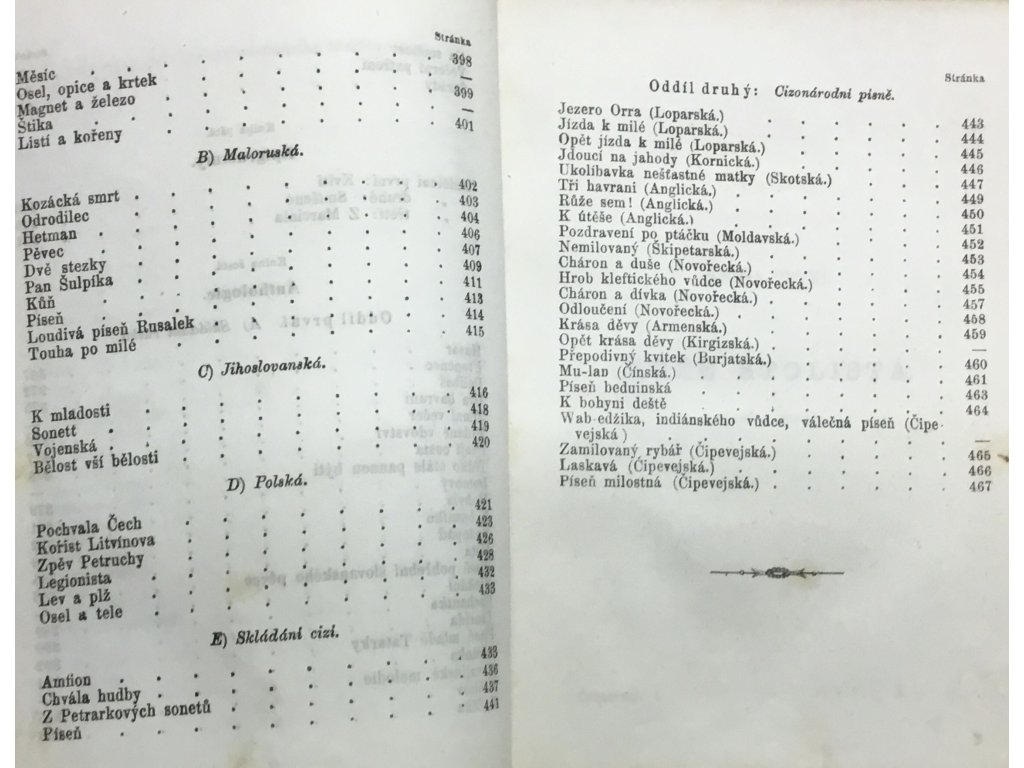 Stránka
Měsíc . . . . . . . . . . 398
Osel, opice a krtek . . . . . . . —
Magnet a železo . . . . . . . . 399
Štika . . . . . . . . . . —
Listí a kořeny . . . . . . . . 401
B) Maloruská.
Kozácká smrt . . . . . . . . 402
Odrodilec . . . . . . . . . 403
Hetman . . . . . . . . . 404
Pěvec . . . . . . . . . . 406
Dvě stezky . . . . . . . . . 407
Pan Šulpíka . . . . . . . . . 409
Kůň . . . . . . . . . . 411
Píseň . . . . . . . . . . 413
Loudivá píseň Rusalek . . . . . . . 414
Touha po milé . . . . . . . . 415
C) Jihoslovanská.
K mladosti . . . . . . . . . 416
Sonett . . . . . . . . . . 418
Vojenská . . . . . . . . . 419
Bělost vší bělosti . . . . . . . . 420
D) Polská.
Pochvala Čech . . . . . . . . 421
Kořist Litvínova . . . . . . . . 423
Zpěv Petruchy . . . . . . . . 426
Legionista . . . . . . . . . 428
Lev a plž . . . . . . . . . 432
Osel a tele . . . . . . . . . 433
E) Skládání cizí.
Amfion . . . . . . . . . 433
Chvála hudby . . . . . . . . 436
Z Petrarkových sonetů . . . . . . . 437
Píseň . . . . . . . . . . 441
Stránka
Oddíl druhý: Cizonárodní písně.
Jezero Orra (Loparská.) . . . . . . 443
Jízda k milé (Loparská.) . . . . . . 444
Opět jízda k milé (Loparská.) . . . . . 445
Jdoucí na jahody (Kornická.) . . . . . 446
Ukolíbavka nešťastné matky (Skotská.) . . . . 447
Tři havrani (Anglická.) . . . . . . 449
Růže sem! (Anglická.) . . . . . . 450
K útěše (Anglická.) . . . . . . 451
Pozdravení po ptáčku (Moldavská.) . . . . 452
Nemilovaný (Škipetarská.) . . . . . 453
Cháron a duše (Novořecká.) . . . . . 454
Hrob kleftického vůdce (Novořecká.) . . . . 455
Cháron a dívka (Novořecká.) . . . . . 457
Odloučení (Novořecká.) . . . . . . 458
Krása děvy (Armenská.) . . . . . . 459
Opět krása děvy (Kirgizská.) . . . . . —
Přepodivný kvítek (Burjatská.) . . . . . 460
Mu-lan (Čínská.) . . . . . . . 461
Píseň beduinská . . . . . . . 463
K bohyni deště . . . . . . . 464
Wab-edžika, indiánského vůdce, válečná píseň (Čipe-
vejská) . . . . . . . . —
Zamilovaný rybář (Čipevejská.) . . . . . 465
Laskavá (Čipevejská.) . . . . . . 466
Píseň milostná (Čipevejská.) . . . . . 467